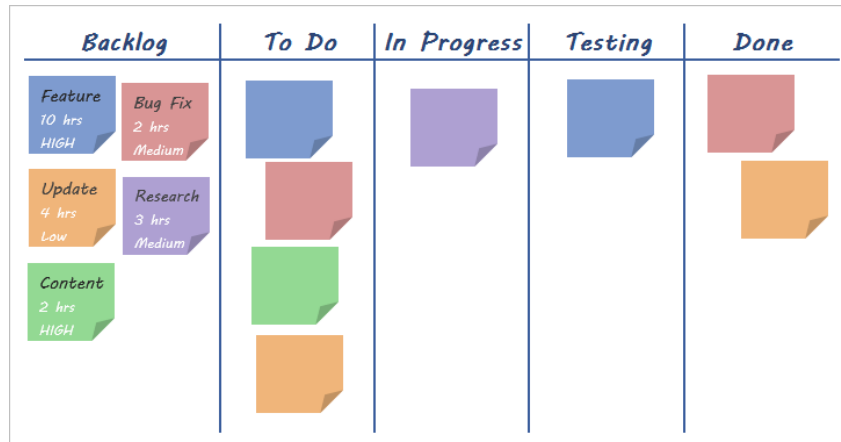 Backlog
To Do
In Progress
Testing
Done
Feature
10 hrs
HIGH
Bug Fix
2 hrs
Medium
Update
4 hrs
Low
Research
3 hrs
Medium
Content
2 hrs
HIGH